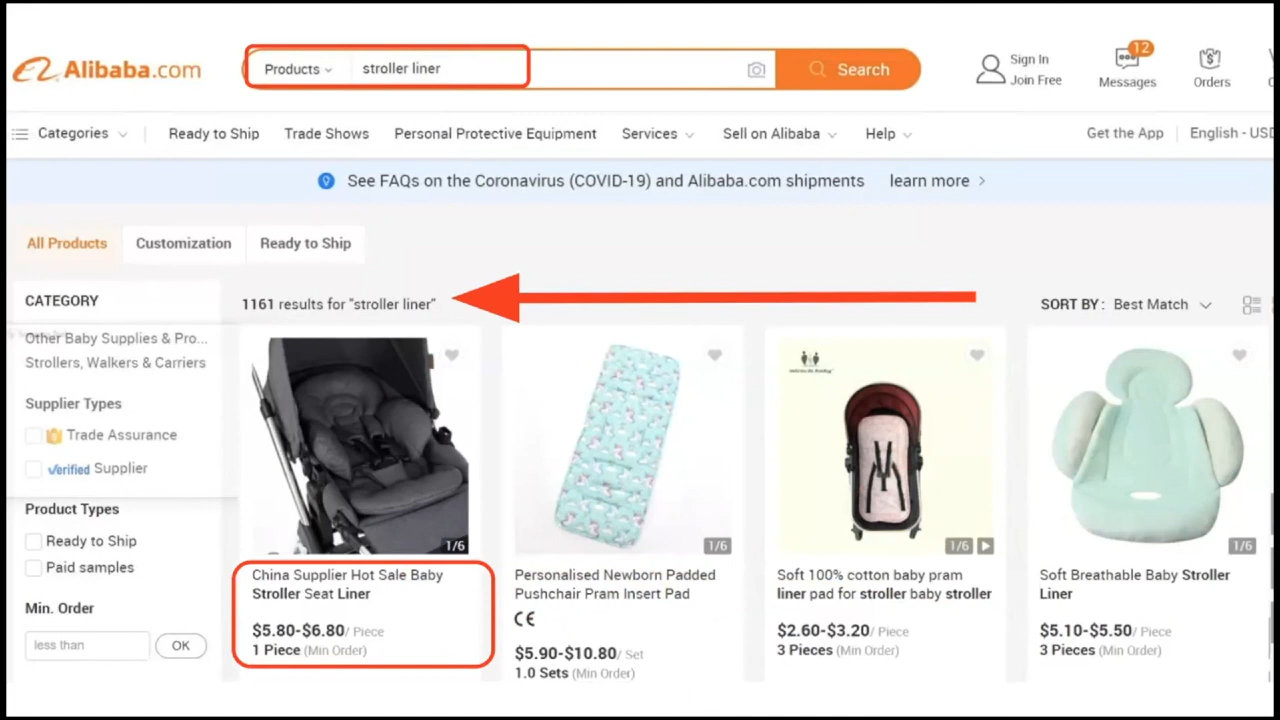 Alibaba.com
Products
stroller liner
Search
Sign In
Join Free
12
Messages
Orders
Categories
Ready to Ship
Trade Shows
Personal Protective Equipment
Services
Sell on Alibaba
Help
Get the App
English - USD
See FAQs on the Coronavirus (COVID-19) and Alibaba.com shipments
learn more
All Products
Customization
Ready to Ship
CATEGORY
Other Baby Supplies & Pro...
Strollers, Walkers & Carriers
Supplier Types
Trade Assurance
Verified Supplier
Product Types
Ready to Ship
Paid samples
Min. Order
less than
OK
1161 results for "stroller liner"
SORT BY : Best Match
1/6
China Supplier Hot Sale Baby
Stroller Seat Liner
$5.80-$6.80/ Piece
1 Piece (Min Order)
1/6
Personalised Newborn Padded
Pushchair Pram Insert Pad
CE
$5.90-$10.80/ Set
1.0 Sets (Min Order)
1/6
Soft 100% cotton baby pram
liner pad for stroller baby stroller
$2.60-$3.20/ Piece
3 Pieces (Min Order)
1/6
Soft Breathable Baby Stroller
Liner
$5.10-$5.50/ Piece
3 Pieces (Min Order)